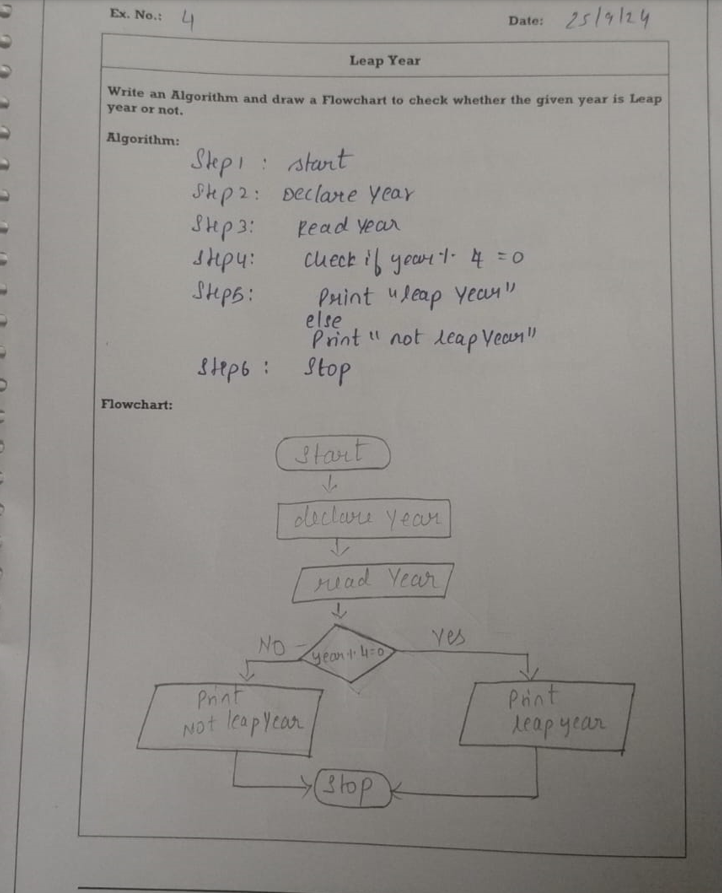 Ex. No.: 4
Date: 25/9/24
Leap Year
Write an Algorithm and draw a Flowchart to check whether the given year is Leap
year or not.
Algorithm:
Step1 : start
Step2: Declare year
Step3: Read year
Step4: check if year % 4 = 0
Step5: Print "leap year"
else
Print "not leap Year"
Step6 : Stop
Flowchart:
Start
declare year
read Year
NO
year % 4=0
Yes
Print
NOT leap Year
Print
leap year
Stop